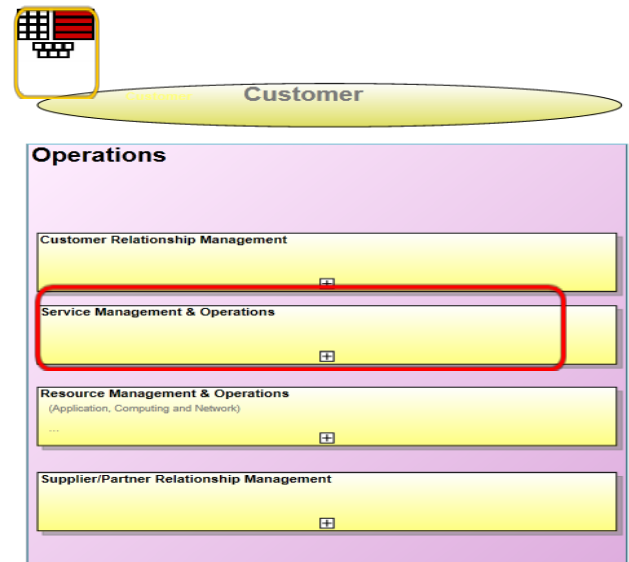 Customer
Operations
Customer Relationship Management
Service Management & Operations
Resource Management & Operations
(Application, Computing and Network)
...
Supplier/Partner Relationship Management